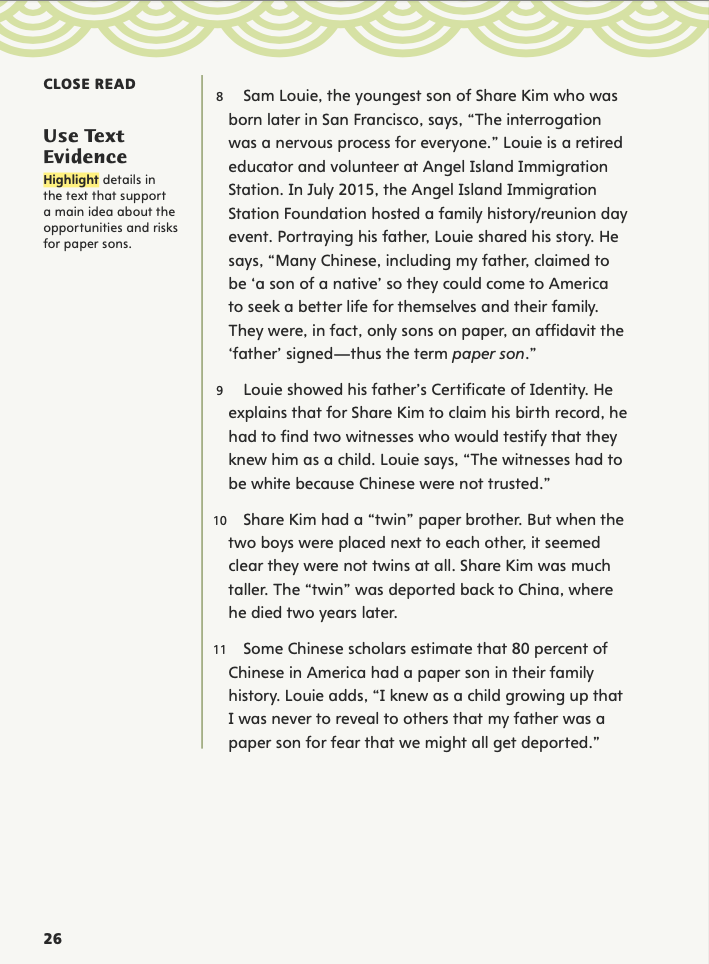 CLOSE READ
Use Text
Evidence
Highlight details in
the text that support
a main idea about the
opportunities and risks
for paper sons.
8 Sam Louie, the youngest son of Share Kim who was
born later in San Francisco, says, “The interrogation
was a nervous process for everyone.” Louie is a retired
educator and volunteer at Angel Island Immigration
Station. In July 2015, the Angel Island Immigration
Station Foundation hosted a family history/reunion day
event. Portraying his father, Louie shared his story. He
says, “Many Chinese, including my father, claimed to
be ‘a son of a native’ so they could come to America
to seek a better life for themselves and their family.
They were, in fact, only sons on paper, an affidavit the
‘father’ signed—thus the term paper son.”
9 Louie showed his father’s Certificate of Identity. He
explains that for Share Kim to claim his birth record, he
had to find two witnesses who would testify that they
knew him as a child. Louie says, “The witnesses had to
be white because Chinese were not trusted.”
10 Share Kim had a “twin” paper brother. But when the
two boys were placed next to each other, it seemed
clear they were not twins at all. Share Kim was much
taller. The “twin” was deported back to China, where
he died two years later.
11 Some Chinese scholars estimate that 80 percent of
Chinese in America had a paper son in their family
history. Louie adds, “I knew as a child growing up that
I was never to reveal to others that my father was a
paper son for fear that we might all get deported.”
26